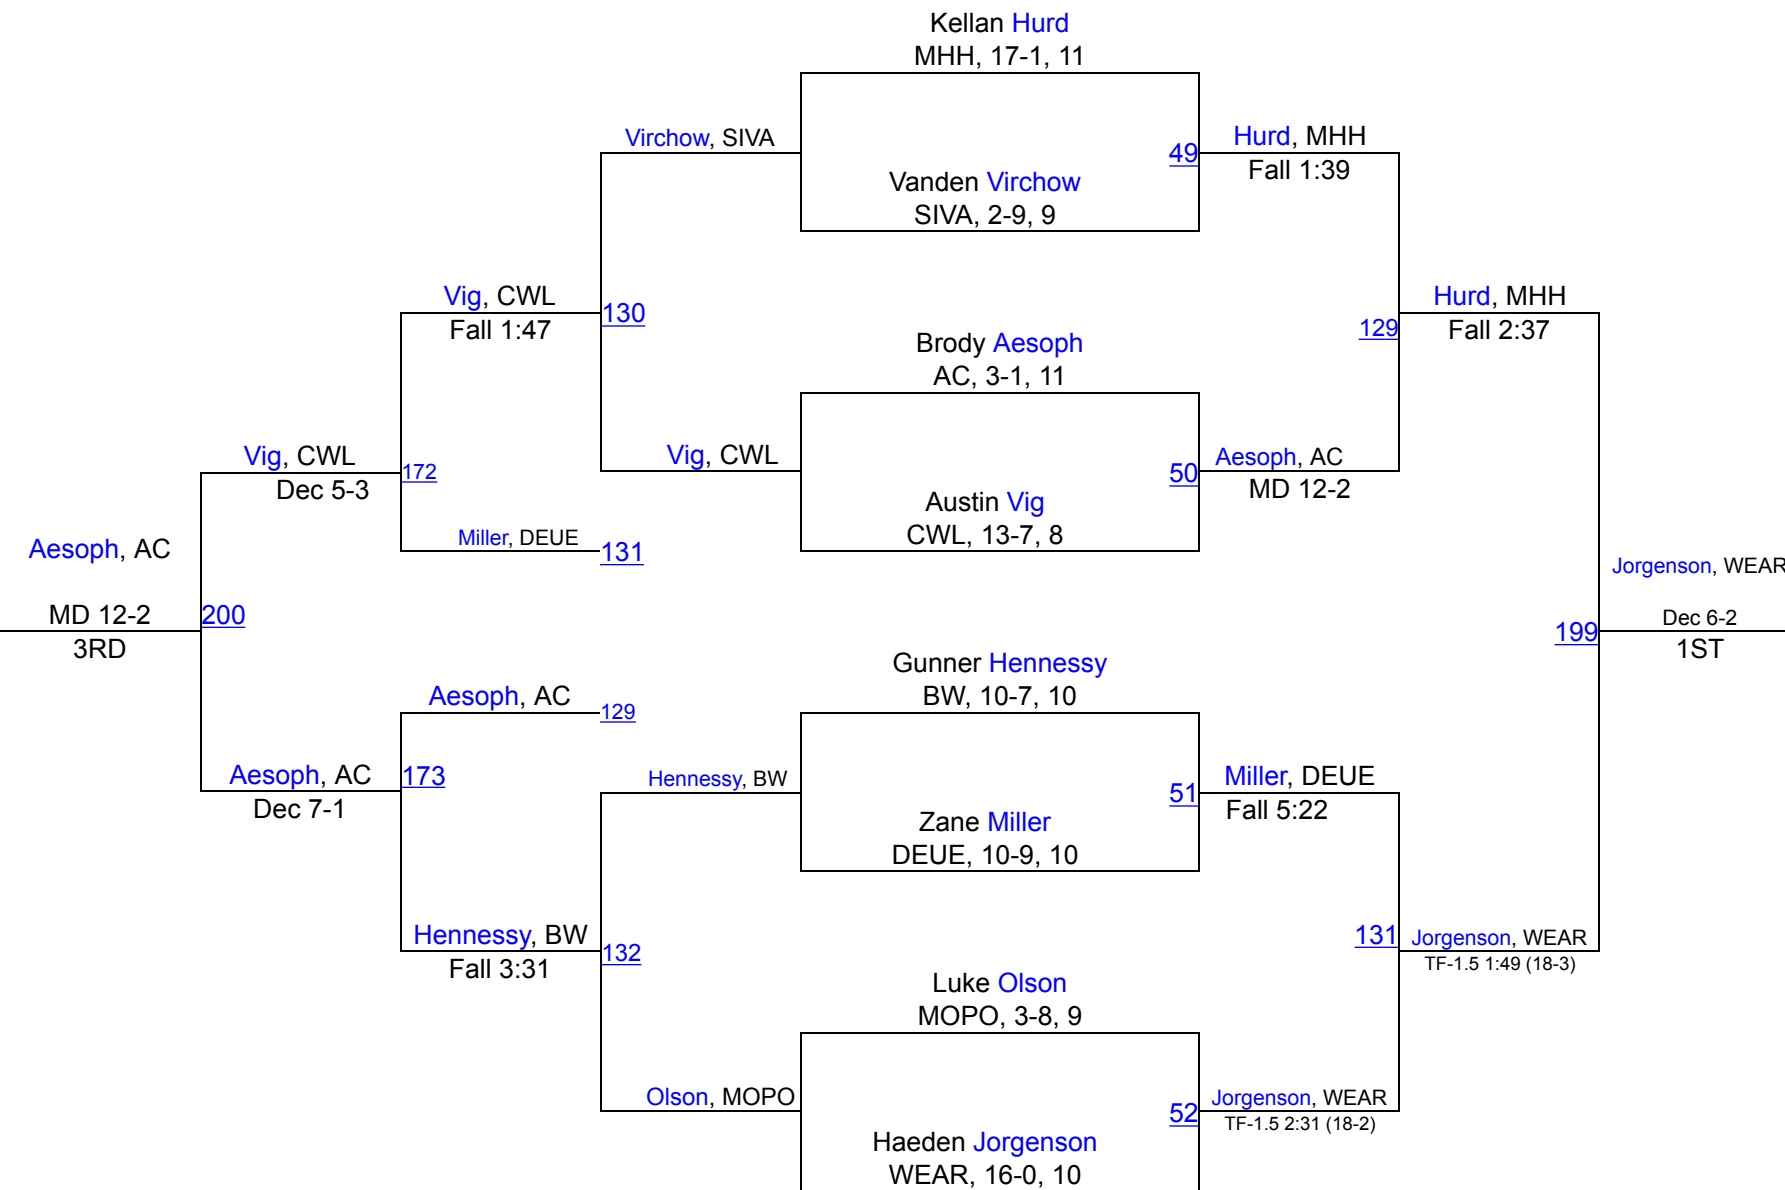 Kellan Hurd
MHH, 17-1, 11
Virchow, SIVA
49
Hurd, MHH
Fall 1:39
Vanden Virchow
SIVA, 2-9, 9
Vig, CWL
Fall 1:47
130
Brody Aesoph
AC, 3-1, 11
129
Hurd, MHH
Fall 2:37
Vig, CWL
Dec 5-3
172
Vig, CWL
50
Aesoph, AC
MD 12-2
Austin Vig
CWL, 13-7, 8
Miller, DEUE
131
Aesoph, AC
MD 12-2
3RD
200
Jorgenson, WEAR
Dec 6-2
1ST
199
Gunner Hennessy
BW, 10-7, 10
Aesoph, AC
129
Aesoph, AC
Dec 7-1
173
Hennessy, BW
51
Miller, DEUE
Fall 5:22
Zane Miller
DEUE, 10-9, 10
Hennessy, BW
Fall 3:31
132
131
Jorgenson, WEAR
TF-1.5 1:49 (18-3)
Luke Olson
MOPO, 3-8, 9
Olson, MOPO
52
Jorgenson, WEAR
TF-1.5 2:31 (18-2)
Haeden Jorgenson
WEAR, 16-0, 10